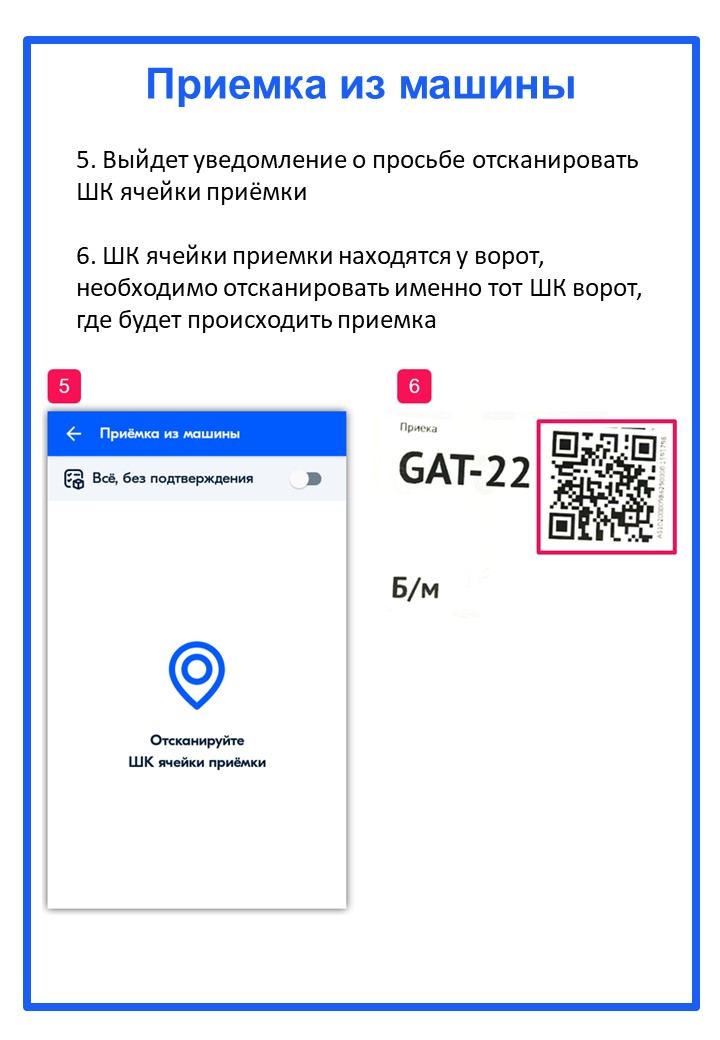 Приемка из машины
5. Выйдет уведомление о просьбе отсканировать
ШК ячейки приёмки
6. ШК ячейки приемки находятся у ворот,
необходимо отсканировать именно тот ШК ворот,
где будет происходить приемка
5
Приёмка из машины
Всё, без подтверждения
Отсканируйте
ШК ячейки приёмки
6
Приека
GAT-22
Б/м